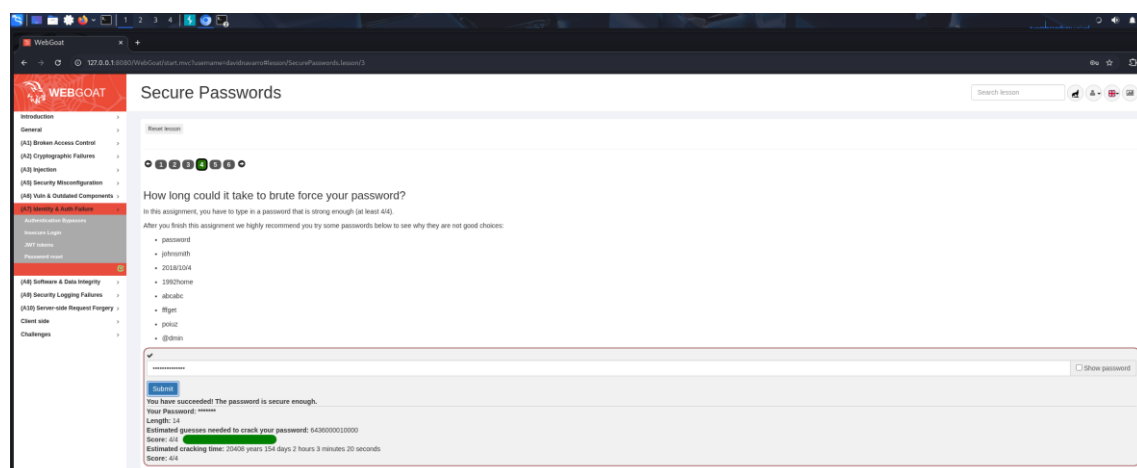 1 2 3 4
WebGoat × +
127.0.0.1:8080/WebGoat/start.mvc?username=davidnavarro#lesson/SecurePasswords.lesson/3
WEBGOAT
Secure Passwords
Search lesson
Introduction
General
(A1) Broken Access Control
(A2) Cryptographic Failures
(A3) Injection
(A5) Security Misconfiguration
(A6) Vuln & Outdated Components
(A7) Identity & Auth Failure
Authentication Bypasses
Insecure Login
JWT tokens
Password reset
(A8) Software & Data Integrity
(A9) Security Logging Failures
(A10) Server-side Request Forgery
Client side
Challenges
Reset lesson
1 2 3 4 5 6
How long could it take to brute force your password?
In this assignment, you have to type in a password that is strong enough (at least 4/4).
After you finish this assignment we highly recommend you try some passwords below to see why they are not good choices:
• password
• johnsmith
• 2018/10/4
• 1992home
• abcabc
• fffget
• poiuz
• @dmin
••••••••••••••
Show password
Submit
You have succeeded! The password is secure enough.
Your Password: *******
Length: 14
Estimated guesses needed to crack your password: 6436000010000
Score: 4/4
Estimated cracking time: 20408 years 154 days 2 hours 3 minutes 20 seconds
Score: 4/4